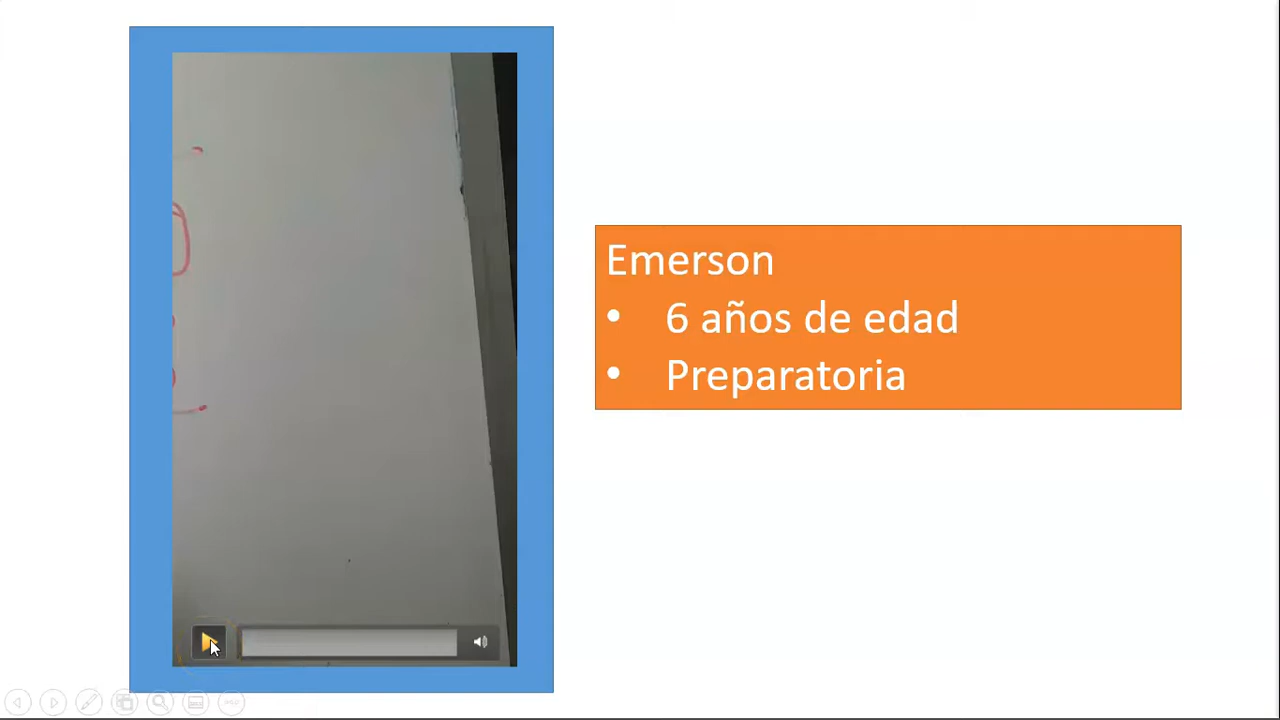 Emerson
• 6 años de edad
• Preparatoria